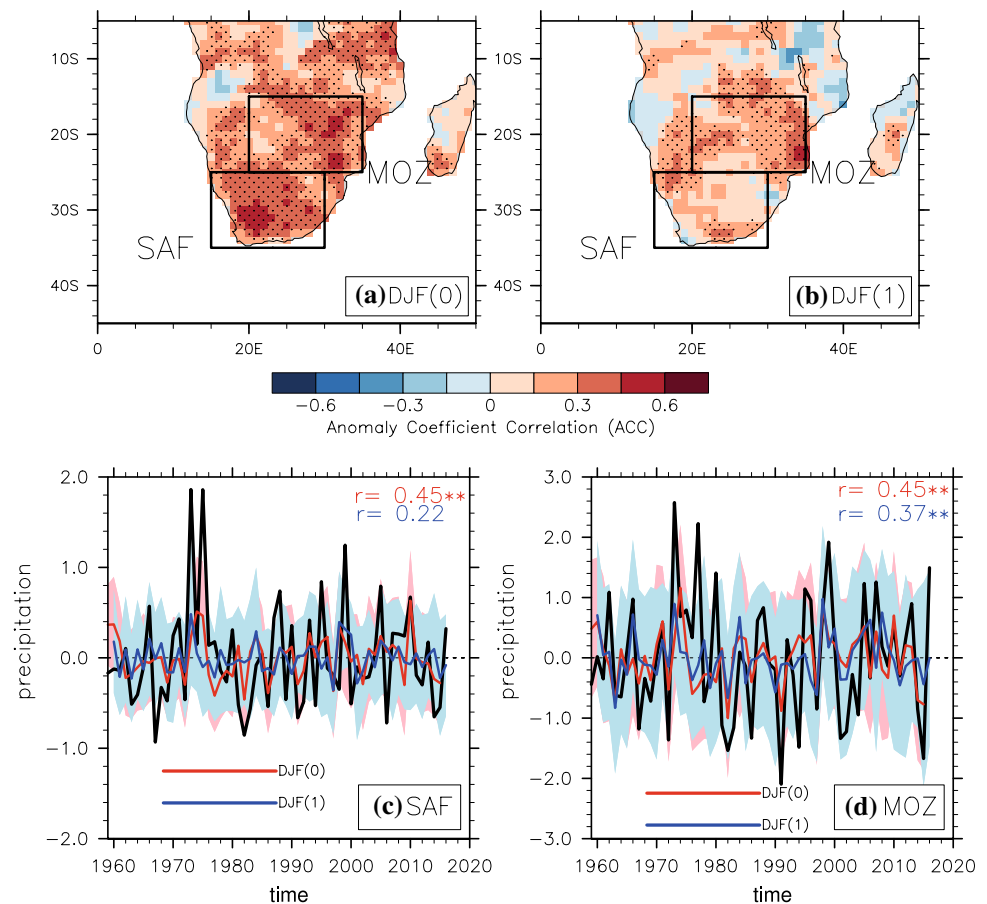 10S
20S
30S
40S
MOZ
SAF
(a) DJF(0)
0
20E
40E
10S
20S
30S
40S
MOZ
SAF
(b) DJF(1)
0
20E
40E
−0.6
−0.3
0
0.3
0.6
Anomaly Coefficient Correlation (ACC)
2.0
1.0
0.0
−1.0
−2.0
precipitation
r= 0.45**
r= 0.22
DJF(0)
DJF(1)
(c) SAF
1960 1970 1980 1990 2000 2010 2020
time
3.0
2.0
1.0
0.0
−1.0
−2.0
−3.0
precipitation
r= 0.45**
r= 0.37**
DJF(0)
DJF(1)
(d) MOZ
1960 1970 1980 1990 2000 2010 2020
time